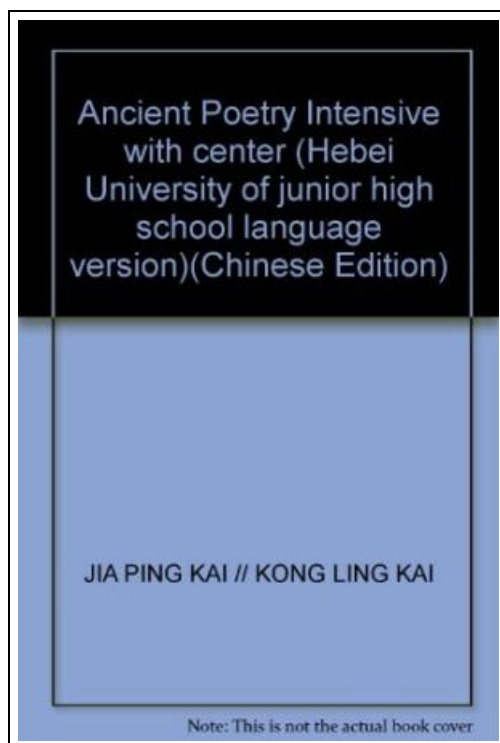 Ancient Poetry Intensive
with center (Hebei
University of junior high
school language
version)(Chinese Edition)
JIA PING KAI // KONG LING KAI
Note: This is not the actual book cover